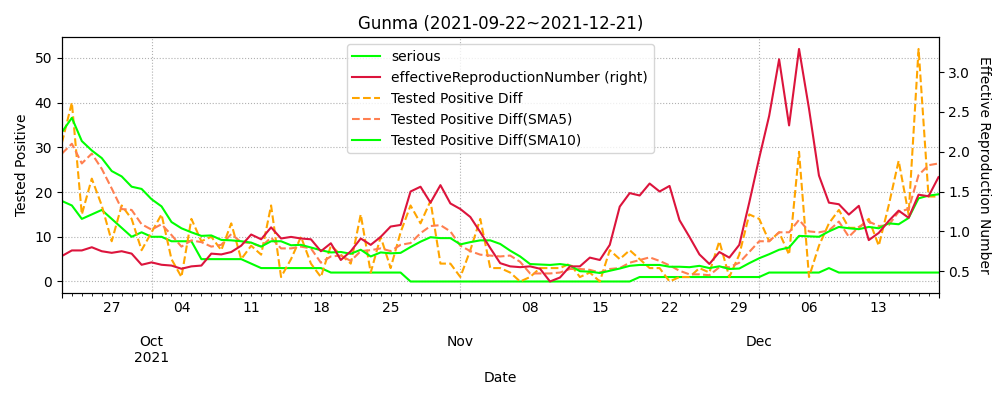 Gunma (2021-09-22~2021-12-21)
serious
effectiveReproductionNumber (right)
Tested Positive Diff
Tested Positive Diff(SMA5)
Tested Positive Diff(SMA10)
Tested Positive
50
40
30
20
10
0
3.0
2.5
2.0
1.5
1.0
0.5
Effective Reproduction Number
27 04 11 18 25 08 15 22 29 06 13
Oct Nov Dec
2021
Date